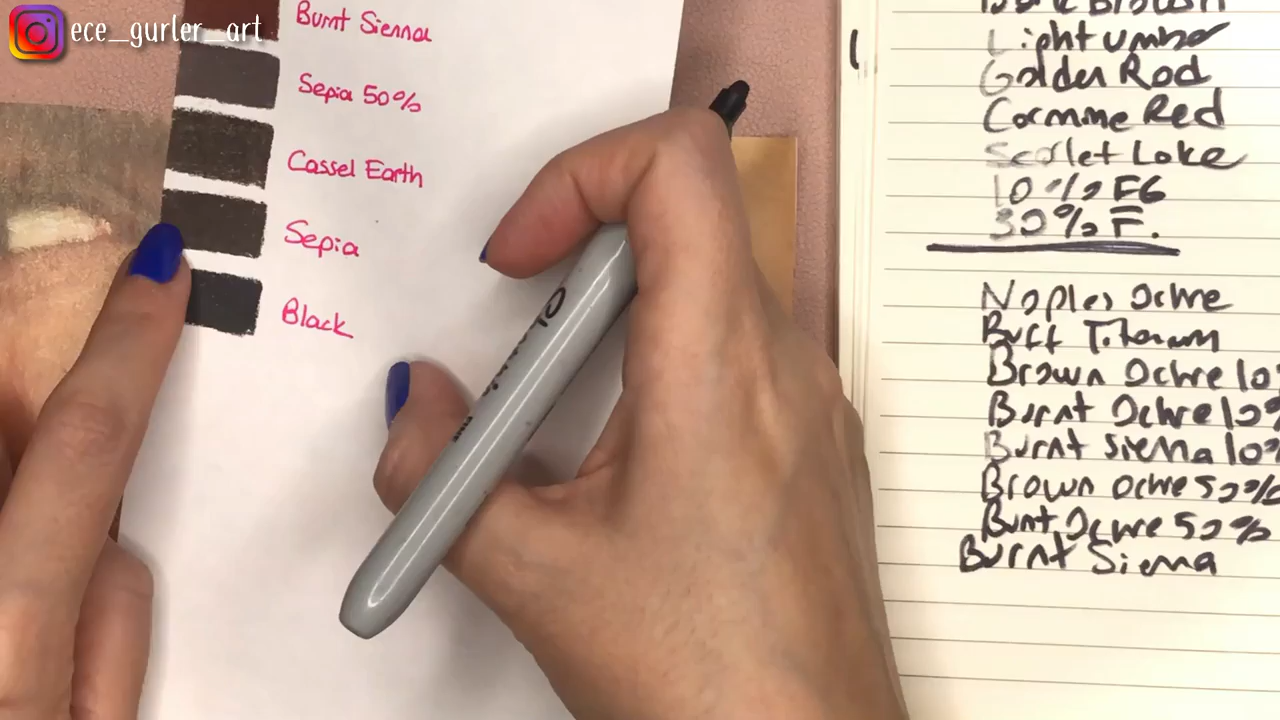 ece_gurler_art
Burnt Sienna
Sepia 50%
Cassel Earth
Sepia
Black
Brown
Light umber
Golden Rod
Carmine Red
Scarlet Lake
10% F6
30% F.
Naples Ochre
Buff Titanium
Brown Ochre 10%
Burnt Ochre 10%
Burnt Sienna 10%
Brown Ochre 50%
Burnt Ochre 50%
Burnt Sienna